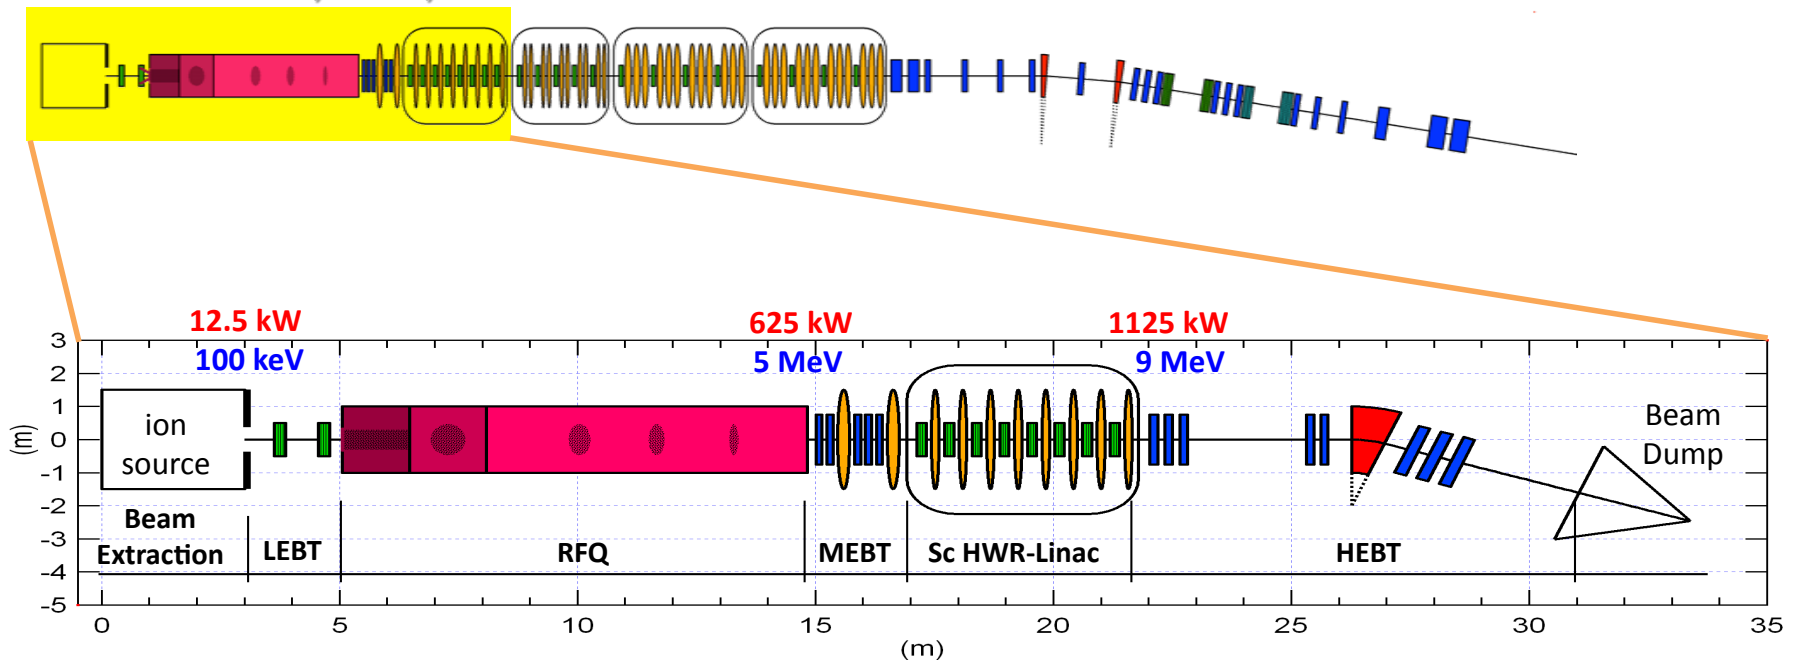 12.5 kW 625 kW 1125 kW
100 keV 5 MeV 9 MeV
3
2
1
0
-1
-2
-3
-4
-5
(m)
ion
source
Beam
Dump
Beam
Extraction
LEBT
RFQ
MEBT
Sc HWR-Linac
HEBT
0 5 10 15 20 25 30 35
(m)